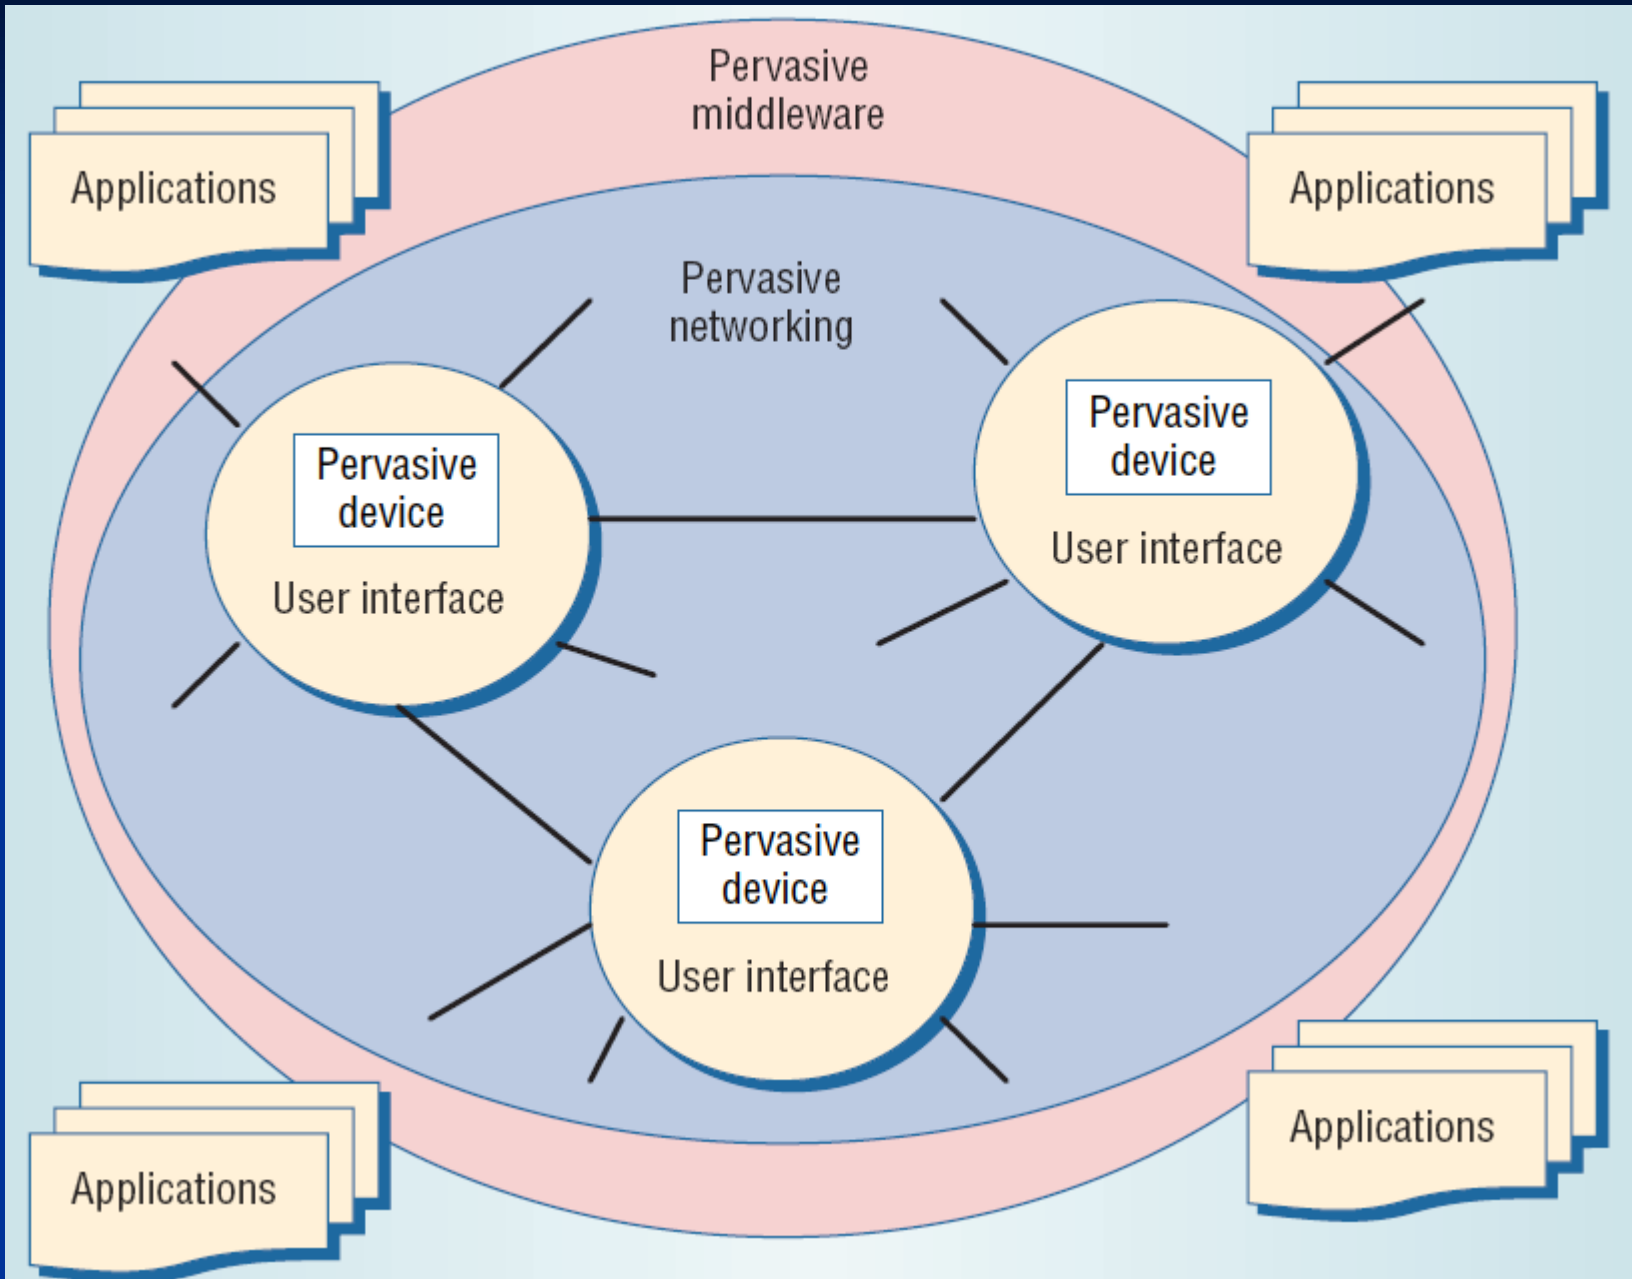 Pervasive
middleware
Applications
Applications
Pervasive
networking
Pervasive
device
User interface
Pervasive
device
User interface
Pervasive
device
User interface
Applications
Applications